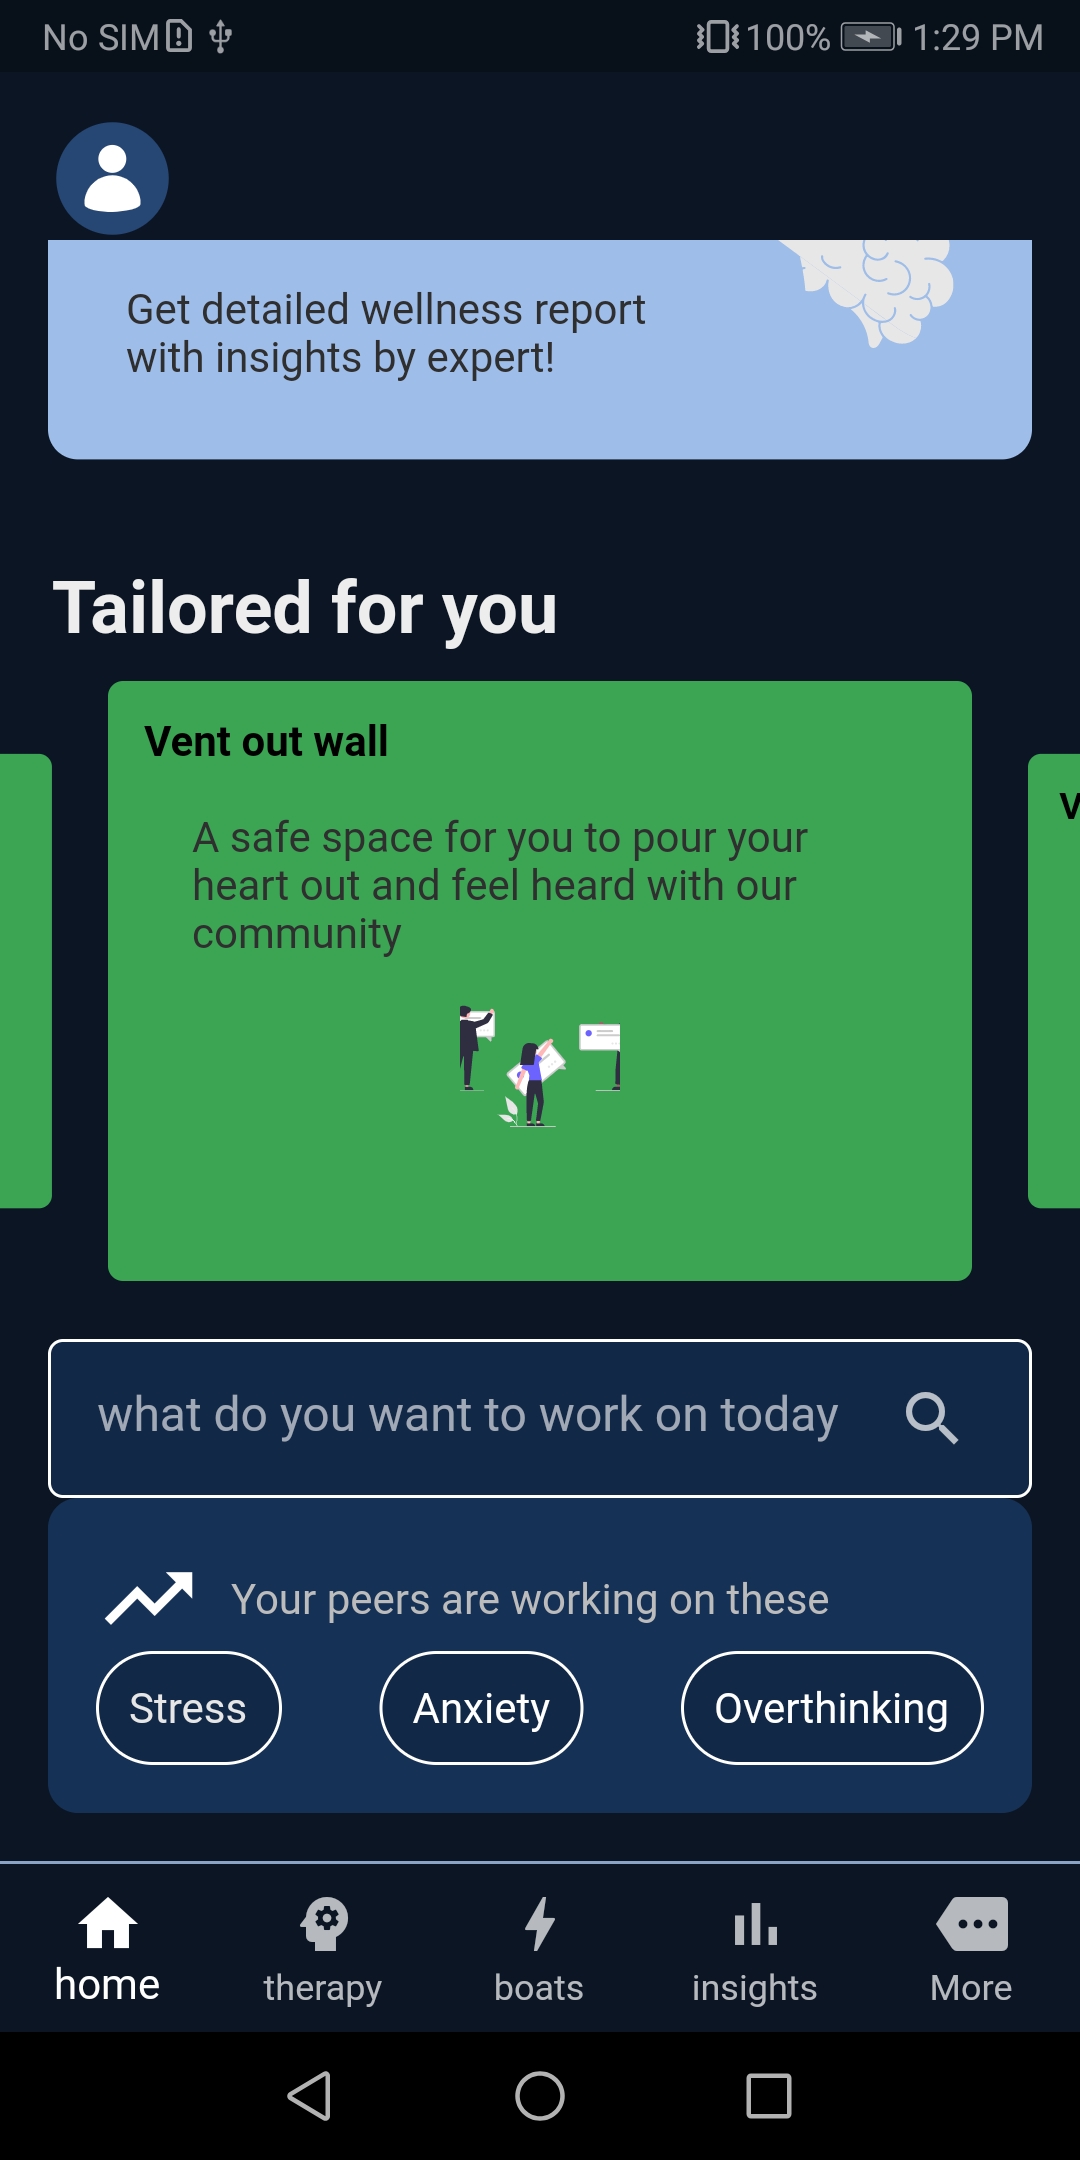 No SIM 100% 1:29 PM
Get detailed wellness report
with insights by expert!
Tailored for you
Vent out wall
V
A safe space for you to pour your
heart out and feel heard with our
community
what do you want to work on today
Your peers are working on these
Stress Anxiety Overthinking
home therapy boats insights More